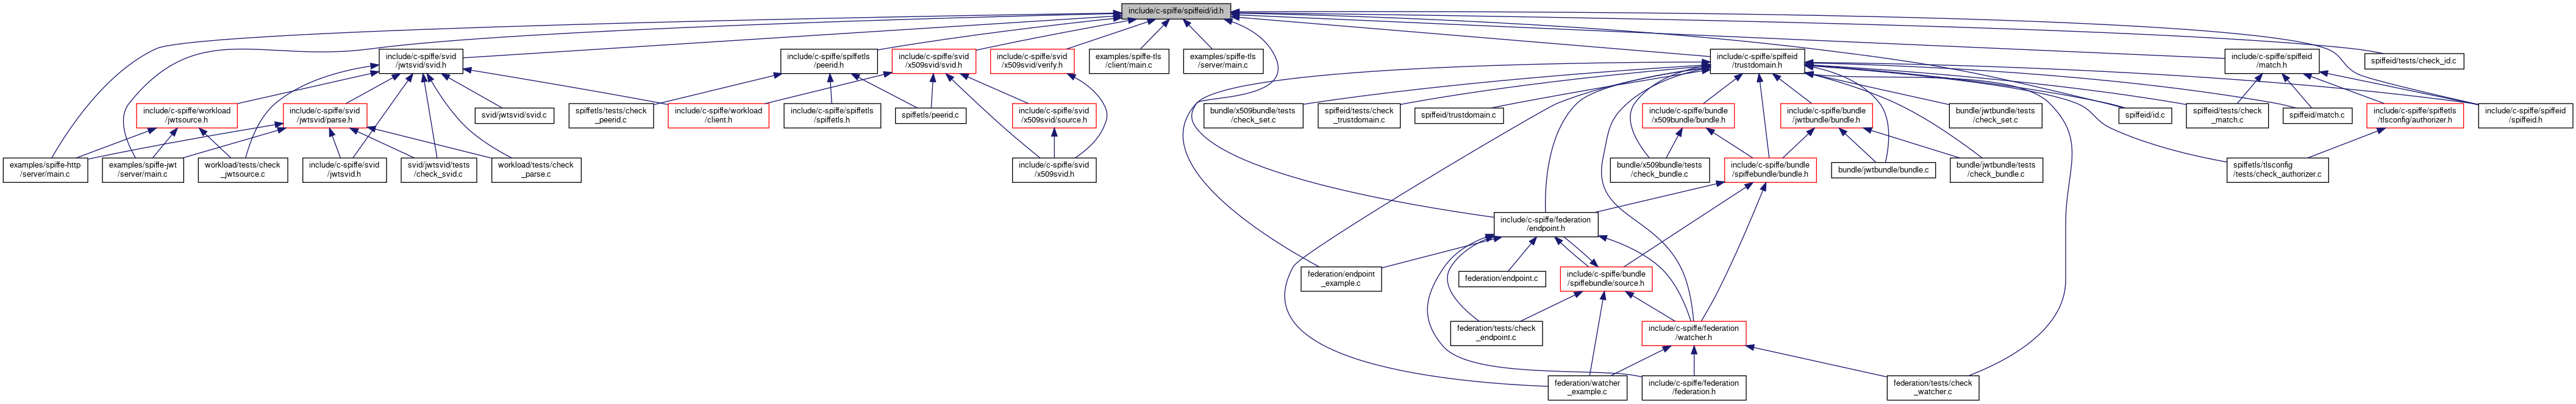 include/c-spiffe/spiffeid/id.h
include/c-spiffe/svid
/jwtsvid/svid.h
include/c-spiffe/spiffetls
/peerid.h
include/c-spiffe/svid
/x509svid/svid.h
include/c-spiffe/svid
/x509svid/verify.h
examples/spiffe-tls
client/main.c
examples/spiffe-tls
server/main.c
include/c-spiffe/spiffeid
/trustdomain.h
include/c-spiffe/spiffeid
/match.h
spiffeid/tests/check_id.c
include/c-spiffe/workload
/jwtsource.h
include/c-spiffe/svid
/jwtsvid/parse.h
svid/jwtsvid/svid.c
spiffetls/tests/check
_peerid.c
include/c-spiffe/workload
/client.h
include/c-spiffe/spiffetls
/spiffetls.h
spiffetls/peerid.c
include/c-spiffe/svid
/x509svid/source.h
bundle/x509bundle/tests
/check_set.c
spiffeid/tests/check
_trustdomain.c
spiffeid/trustdomain.c
include/c-spiffe/bundle
/x509bundle/bundle.h
include/c-spiffe/bundle
/jwtbundle/bundle.h
bundle/jwtbundle/tests
/check_set.c
spiffeid/id.c
spiffeid/tests/check
_match.c
spiffeid/match.c
include/c-spiffe/spiffetls
/tlsconfig/authorizer.h
include/c-spiffe/spiffeid
/spiffeid.h
examples/spiffe-http
/server/main.c
examples/spiffe-jwt
/server/main.c
workload/tests/check
_jwtsource.c
include/c-spiffe/svid
/jwtsvid.h
svid/jwtsvid/tests
/check_svid.c
workload/tests/check
_parse.c
include/c-spiffe/svid
/x509svid.h
bundle/x509bundle/tests
/check_bundle.c
include/c-spiffe/bundle
/spiffebundle/bundle.h
bundle/jwtbundle/bundle.c
bundle/jwtbundle/tests
/check_bundle.c
spiffetls/tlsconfig
/tests/check_authorizer.c
include/c-spiffe/federation
/endpoint.h
federation/endpoint
_example.c
federation/endpoint.c
include/c-spiffe/bundle
/spiffebundle/source.h
federation/tests/check
_endpoint.c
include/c-spiffe/federation
/watcher.h
federation/watcher
_example.c
include/c-spiffe/federation
/federation.h
federation/tests/check
_watcher.c